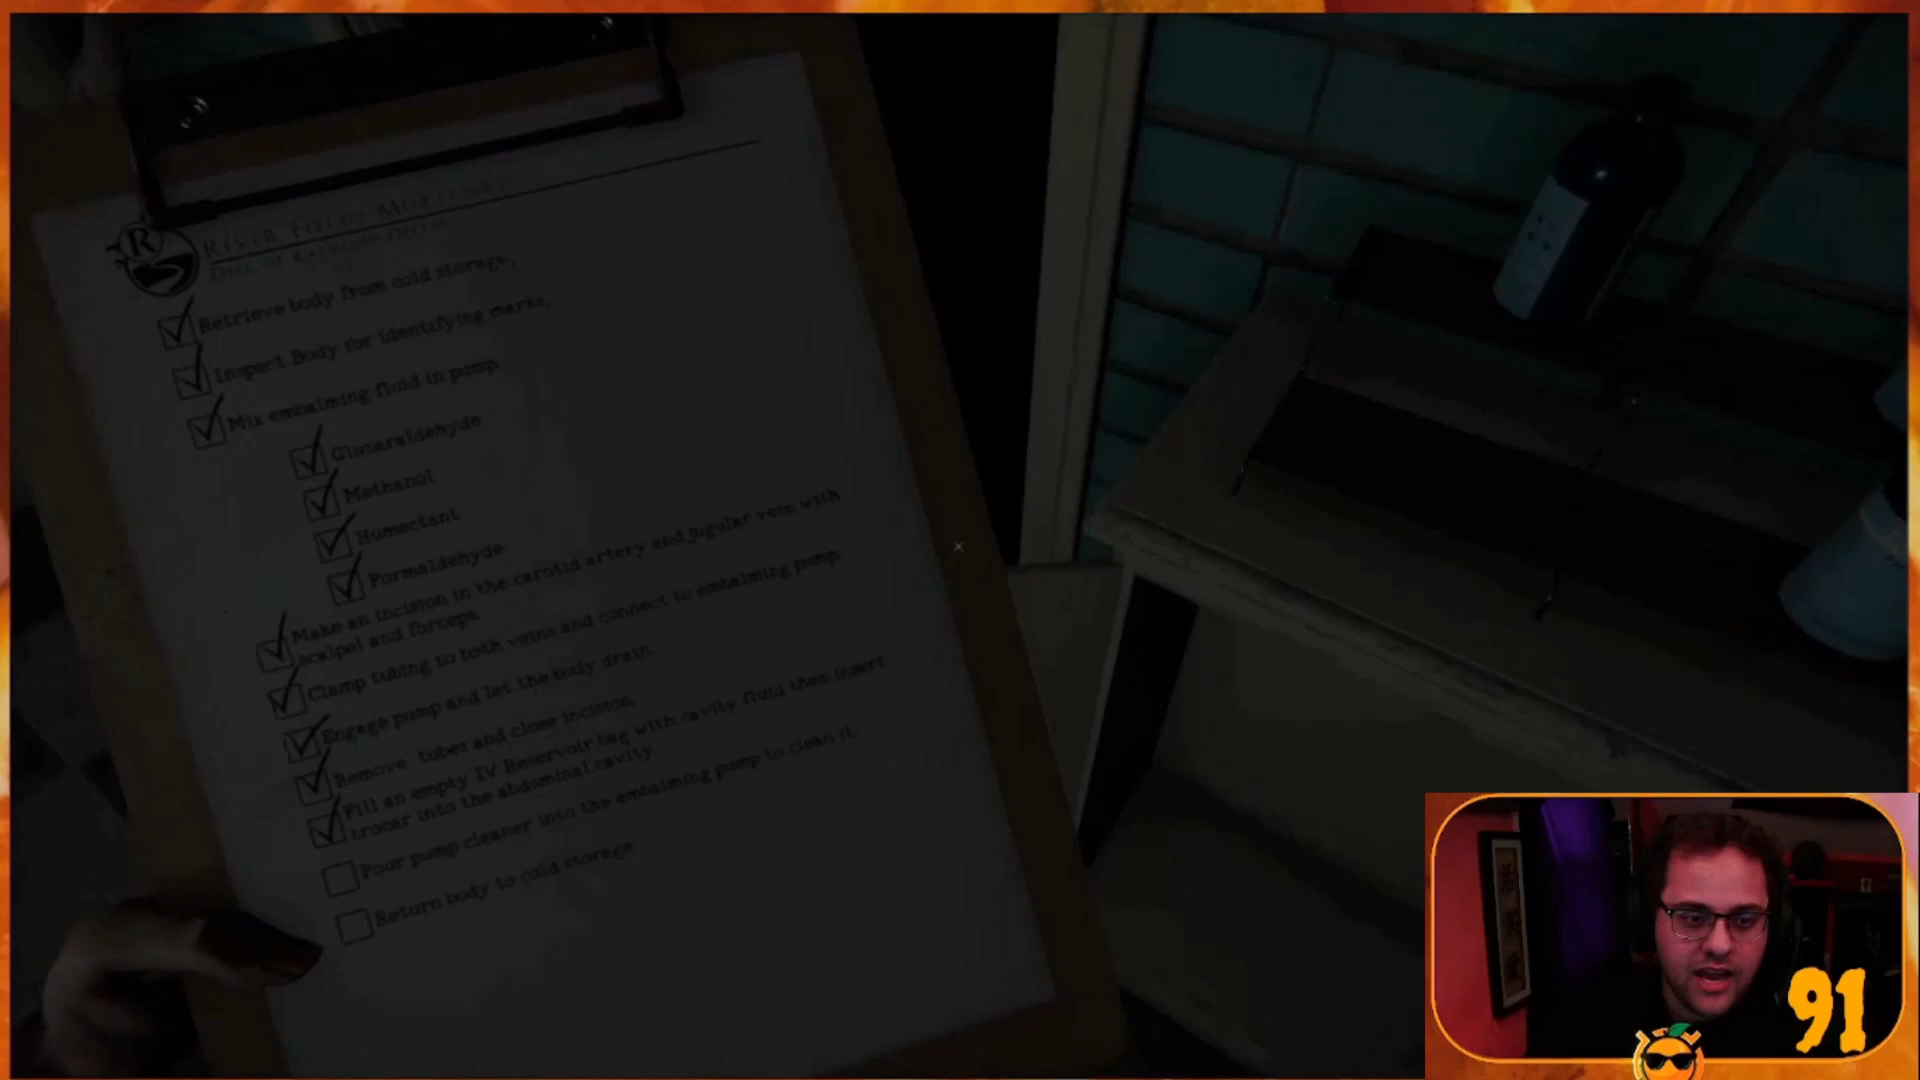 R
RIVER FIELDS MORTUARY
Retrieve body from cold storage.
Inspect Body for identifying marks.
Mix embalming fluid in pump.
Glutaraldehyde
Methanol
Humectant
Formaldehyde
Make an incision in the carotid artery and jugular vein with
scalpel and forceps.
Clamp tubing to both veins and connect to embalming pump.
Engage pump and let the body drain.
Remove tubes and close incision.
Fill an empty IV Reservoir bag with cavity fluid then insert
trocar into the abdominal cavity
Pour pump cleaner into the embalming pump to clean it.
Return body to cold storage.
91